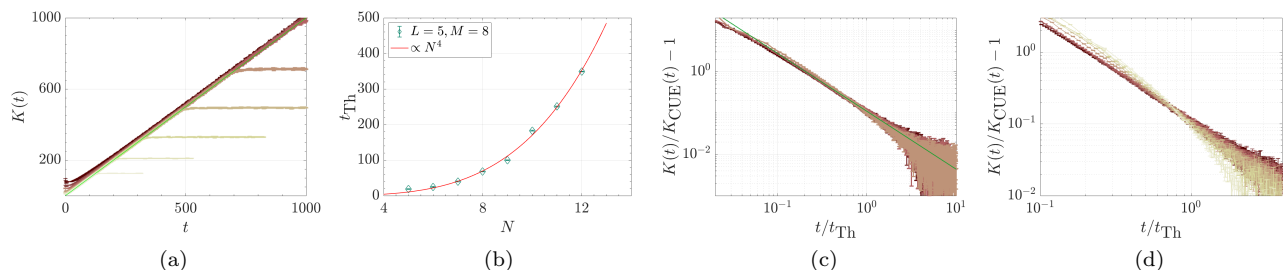 1000
800
600
400
200
K(t)
0
500
1000
t
(a)
500
400
300
200
100
0
t_Th
L = 5, M = 8
∝ N^4
4
8
12
N
(b)
10^0
10^-2
K(t)/K_CUE(t) − 1
10^-1
10^0
10^1
t/t_Th
(c)
10^0
10^-1
10^-2
K(t)/K_CUE(t) − 1
10^-1
10^0
t/t_Th
(d)